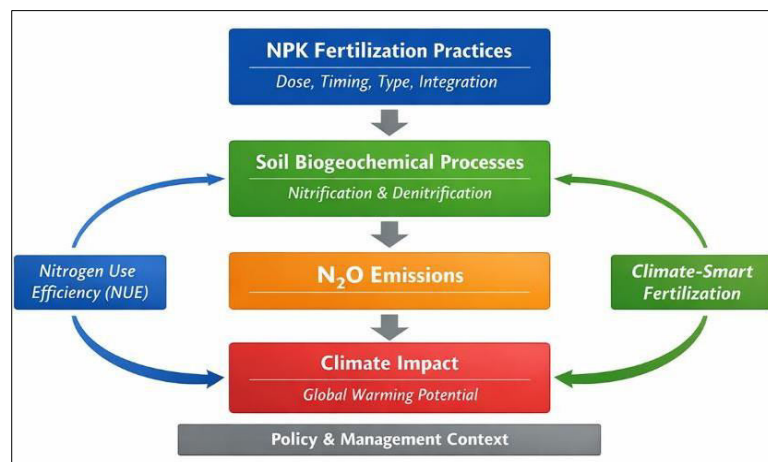 NPK Fertilization Practices
Dose, Timing, Type, Integration
Soil Biogeochemical Processes
Nitrification & Denitrification
Nitrogen Use
Efficiency (NUE)
N₂O Emissions
Climate-Smart
Fertilization
Climate Impact
Global Warming Potential
Policy & Management Context